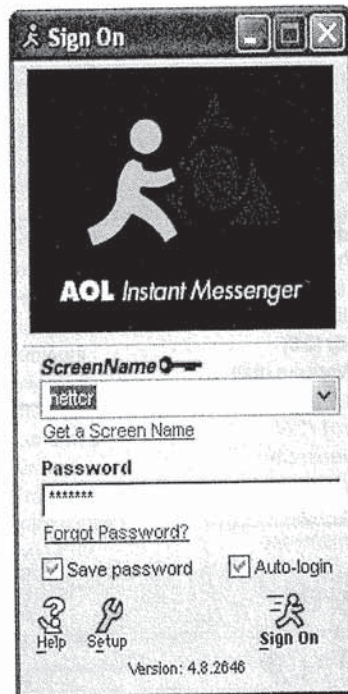 Sign On
AOL Instant Messenger
ScreenName
nettcr
Get a Screen Name
Password
*******
Forgot Password?
Save password Auto-login
Help Setup Sign On
Version: 4.8.2646